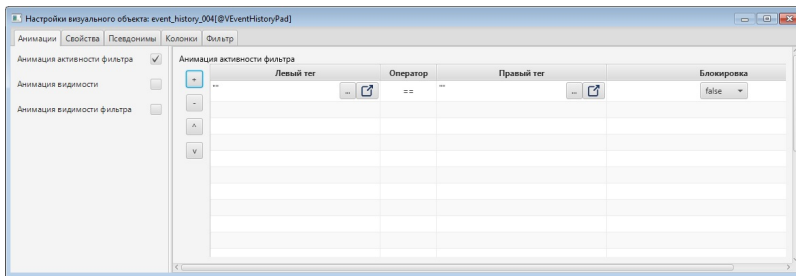 Настройки визуального объекта: event_history_004[@VEventHistoryPad]
Анимации Свойства Псевдонимы Колонки Фильтр
Анимация активности фильтра
Анимация видимости
Анимация видимости фильтра
Анимация активности фильтра
+
-
^
v
Левый тег Оператор Правый тег Блокировка
"" ... == "" ... false